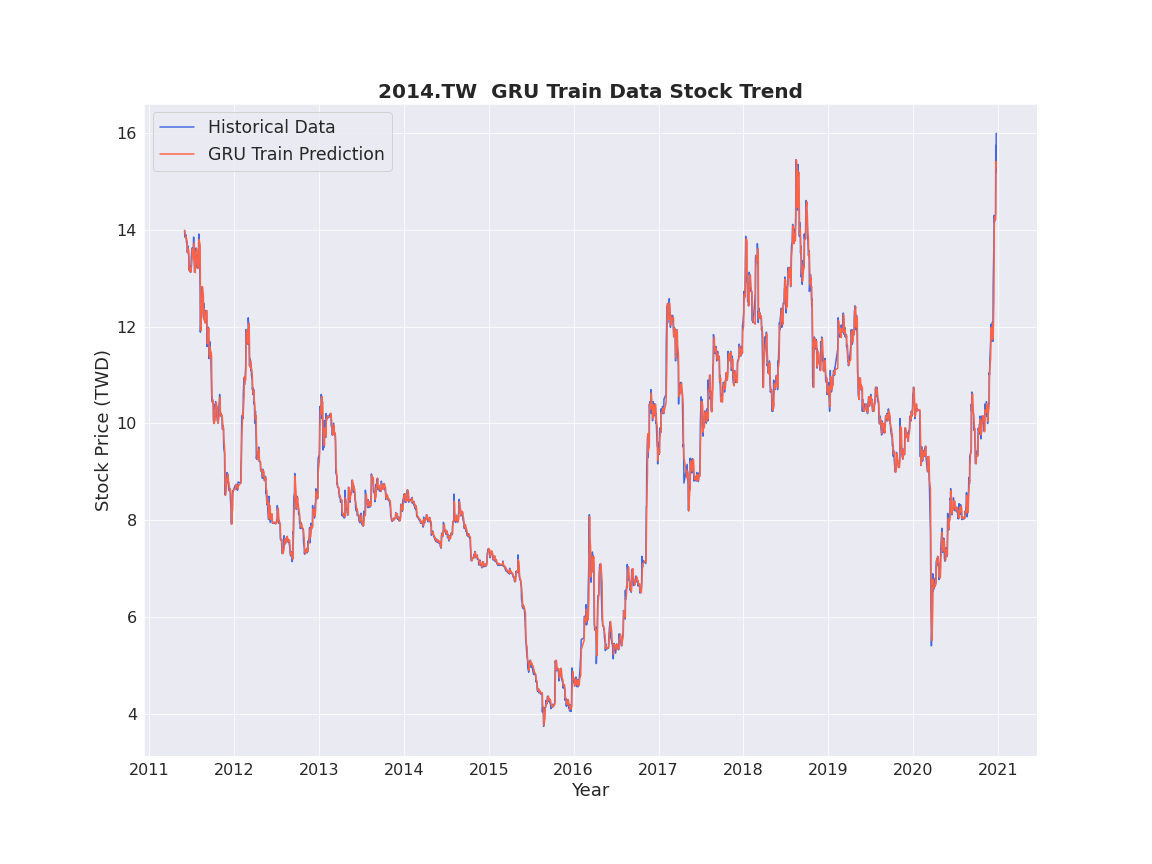 2014.TW  GRU Train Data Stock Trend
Historical Data
GRU Train Prediction
Stock Price (TWD)
16
14
12
10
8
6
4
2011 2012 2013 2014 2015 2016 2017 2018 2019 2020 2021
Year